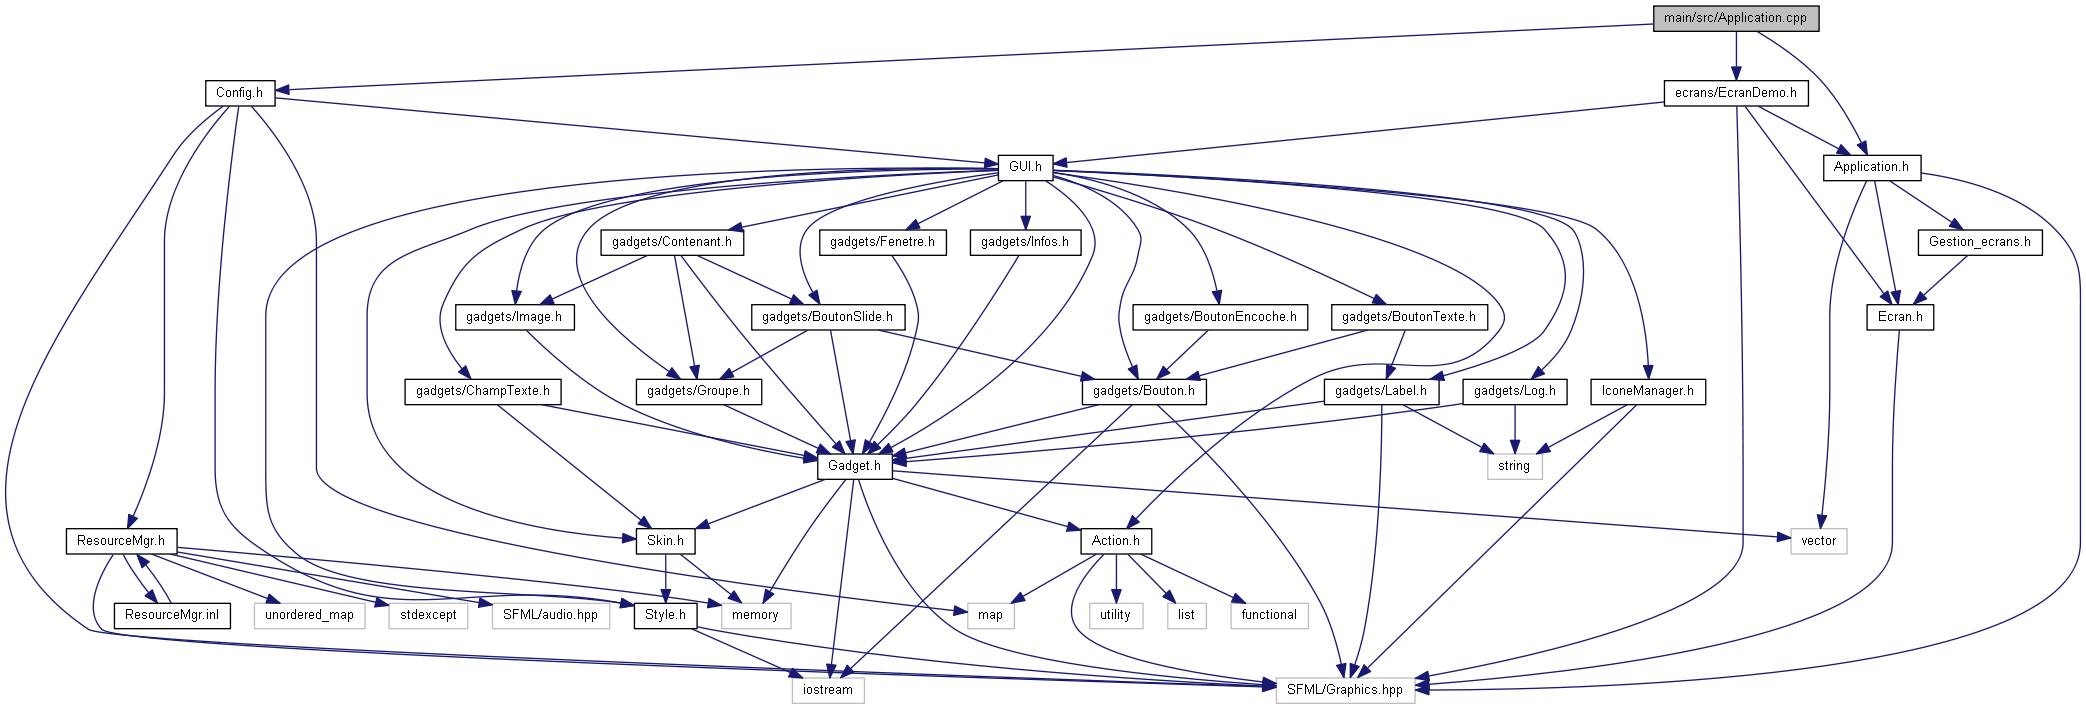 main/src/Application.cpp
Config.h
ecrans/EcranDemo.h
GUI.h
Application.h
gadgets/Contenant.h
gadgets/Fenetre.h
gadgets/Infos.h
Gestion_ecrans.h
gadgets/Image.h
gadgets/BoutonSlide.h
gadgets/BoutonEncoche.h
gadgets/BoutonTexte.h
Ecran.h
gadgets/ChampTexte.h
gadgets/Groupe.h
gadgets/Bouton.h
gadgets/Label.h
gadgets/Log.h
IconeManager.h
Gadget.h
string
ResourceMgr.h
Skin.h
Action.h
vector
ResourceMgr.inl
unordered_map
stdexcept
SFML/audio.hpp
Style.h
memory
map
utility
list
functional
iostream
SFML/Graphics.hpp